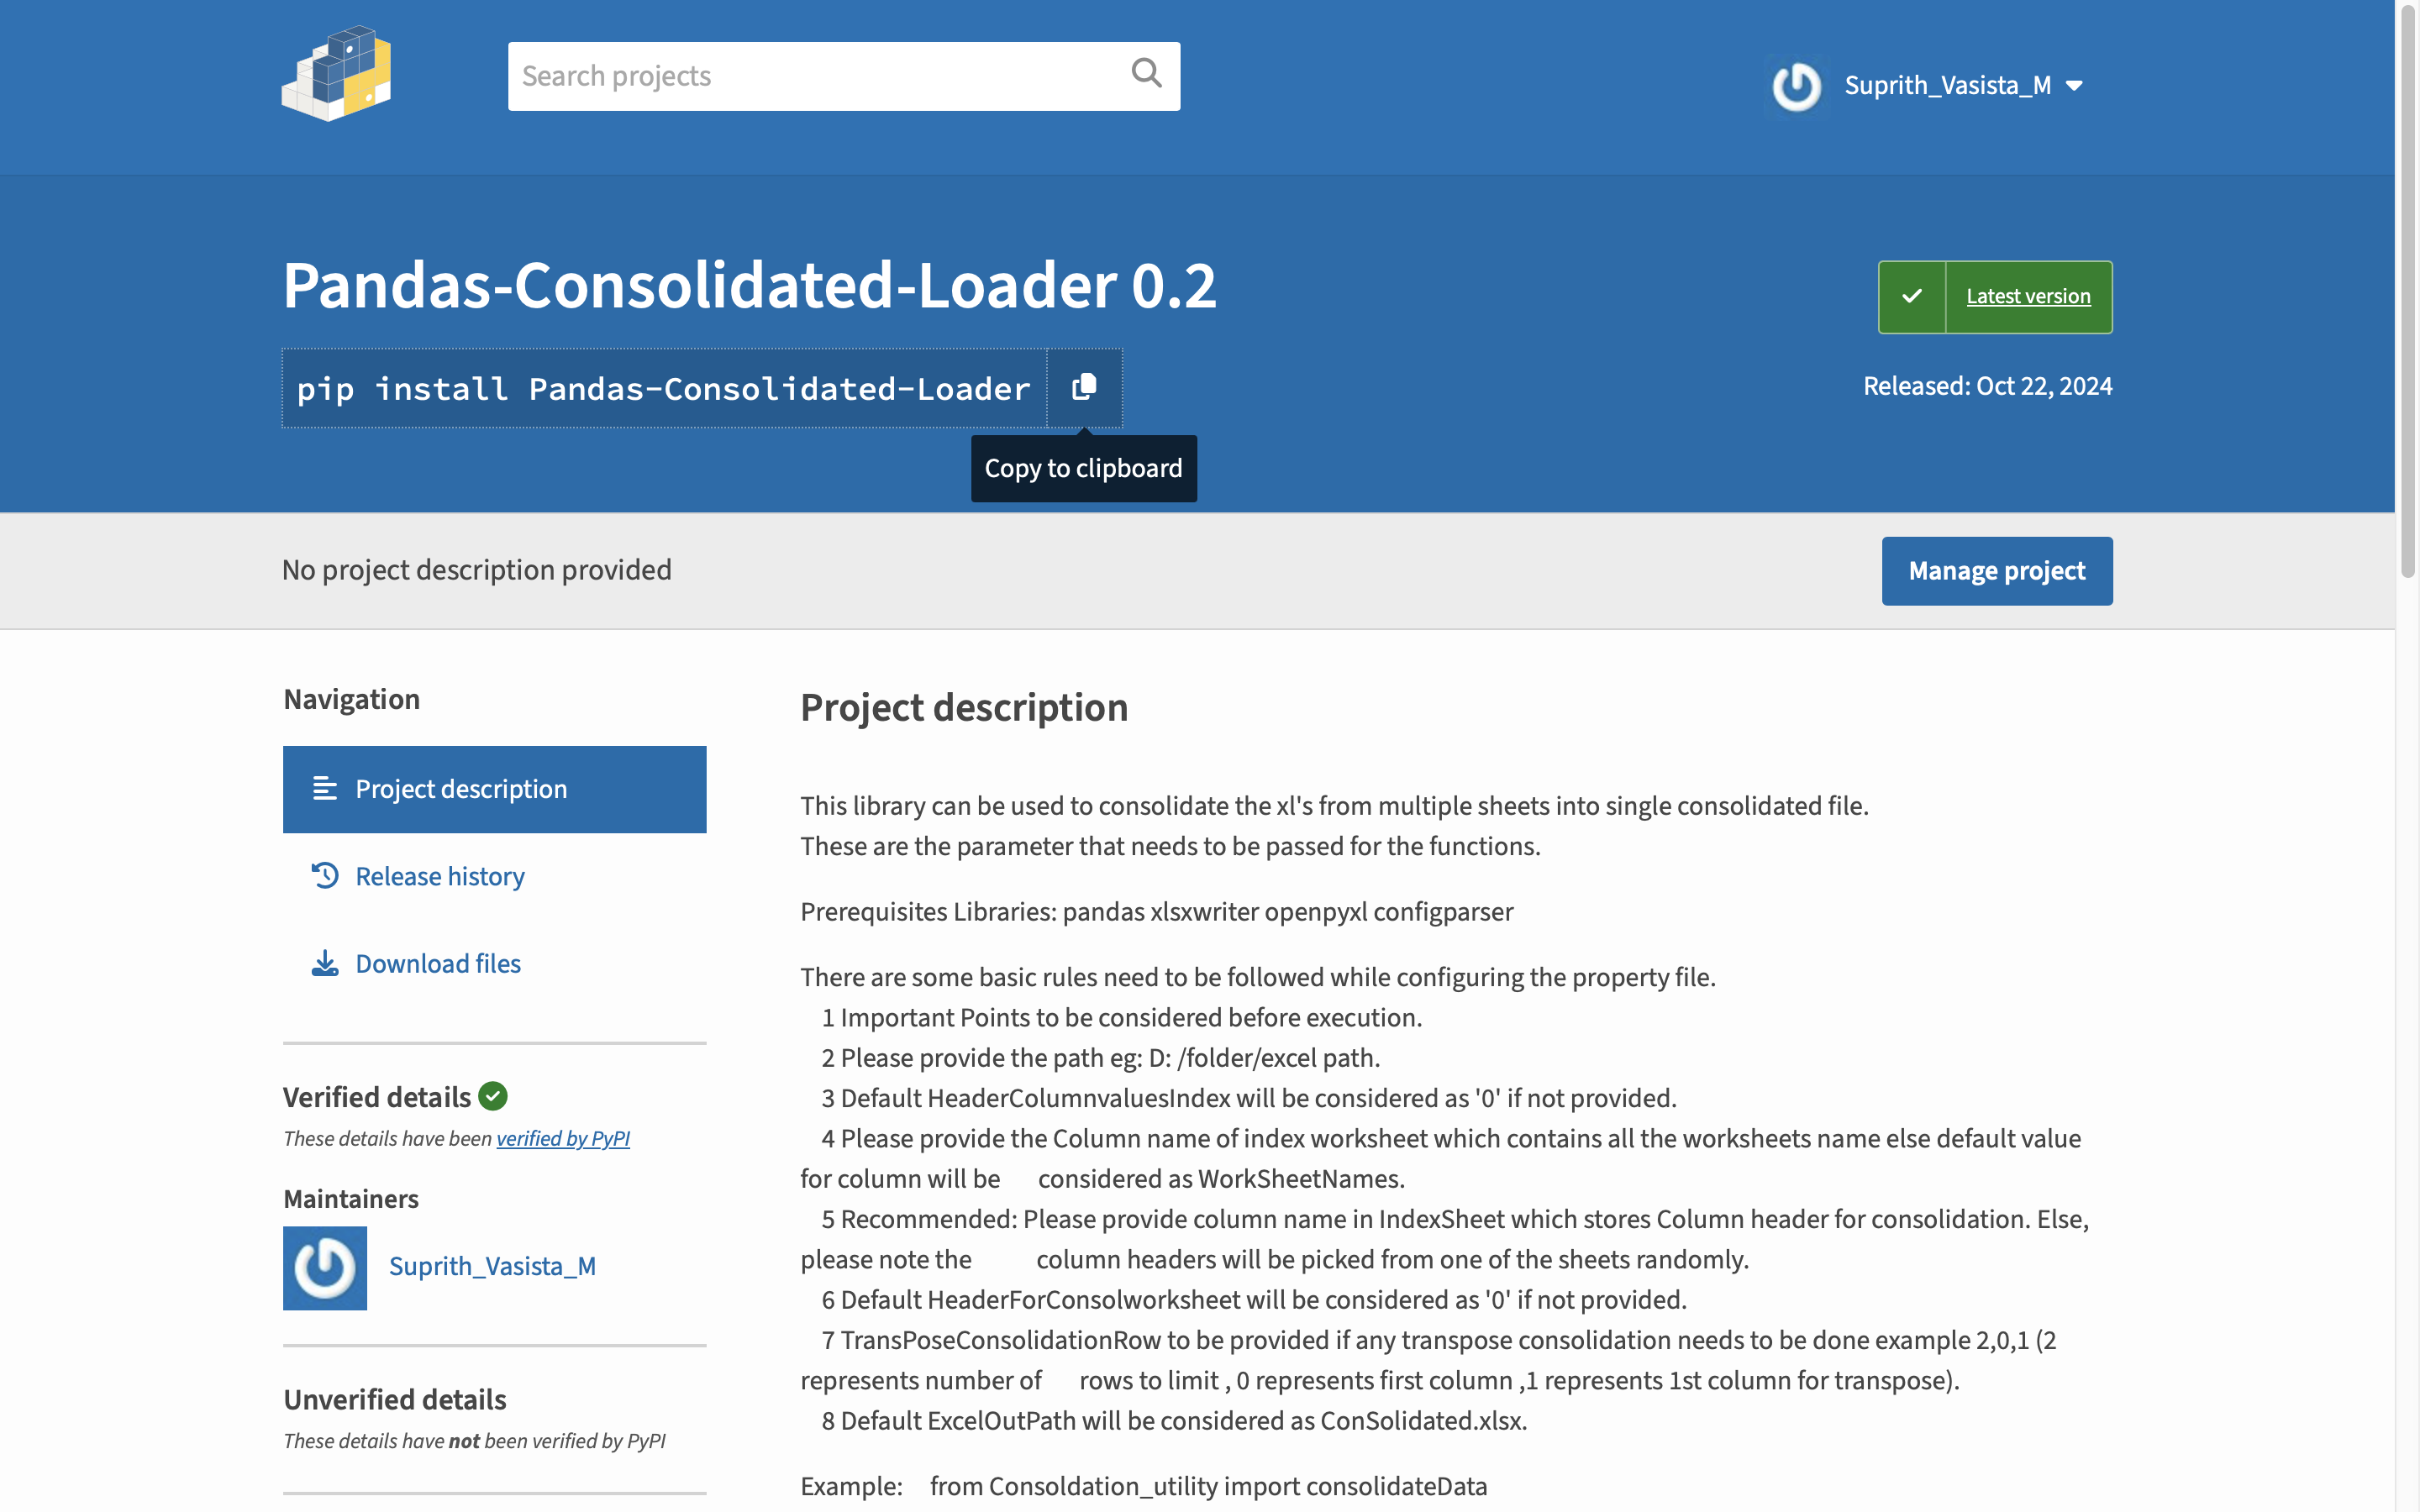 Search projects
Suprith_Vasista_M
Pandas-Consolidated-Loader 0.2
pip install Pandas-Consolidated-Loader
Copy to clipboard
Latest version
Released: Oct 22, 2024
No project description provided
Manage project
Navigation
Project description
Release history
Download files
Verified details
These details have been verified by PyPI
Maintainers
Suprith_Vasista_M
Unverified details
These details have not been verified by PyPI
Project description
This library can be used to consolidate the xl's from multiple sheets into single consolidated file.
These are the parameter that needs to be passed for the functions.
Prerequisites Libraries: pandas xlsxwriter openpyxl configparser
There are some basic rules need to be followed while configuring the property file.
1 Important Points to be considered before execution.
2 Please provide the path eg: D: /folder/excel path.
3 Default HeaderColumnvaluesIndex will be considered as '0' if not provided.
4 Please provide the Column name of index worksheet which contains all the worksheets name else default value
for column will be considered as WorkSheetNames.
5 Recommended: Please provide column name in IndexSheet which stores Column header for consolidation. Else,
please note the column headers will be picked from one of the sheets randomly.
6 Default HeaderForConsolworksheet will be considered as '0' if not provided.
7 TransPoseConsolidationRow to be provided if any transpose consolidation needs to be done example 2,0,1 (2
represents number of rows to limit , 0 represents first column ,1 represents 1st column for transpose).
8 Default ExcelOutPath will be considered as ConSolidated.xlsx.
Example: from Consoldation_utility import consolidateData